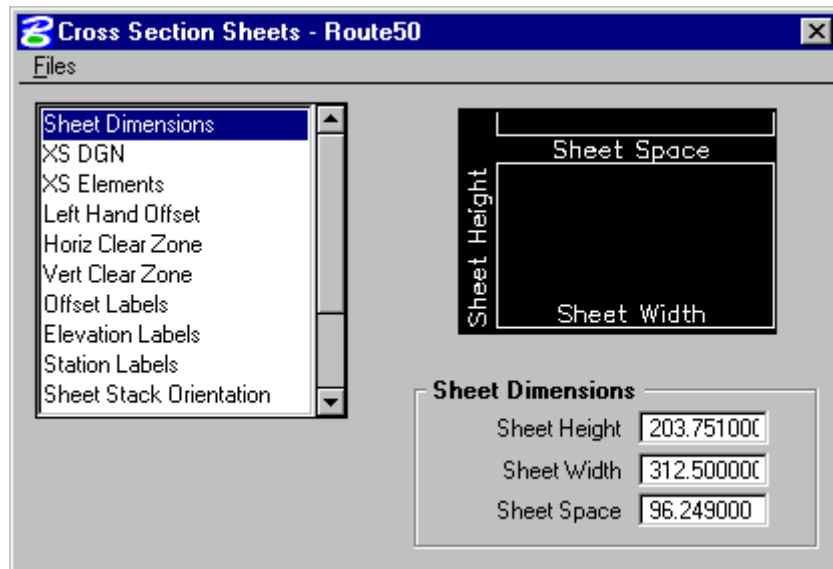 Cross Section Sheets - Route50
Files
Sheet Dimensions
XS DGN
XS Elements
Left Hand Offset
Horiz Clear Zone
Vert Clear Zone
Offset Labels
Elevation Labels
Station Labels
Sheet Stack Orientation
Sheet Space
Sheet Height
Sheet Width
Sheet Dimensions
Sheet Height 203.751000
Sheet Width 312.500000
Sheet Space 96.249000